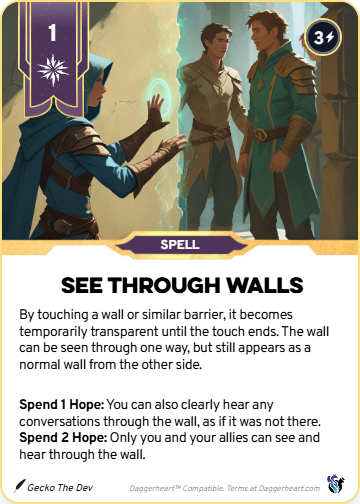 1
3
SPELL
SEE THROUGH WALLS
By touching a wall or similar barrier, it becomes
temporarily transparent until the touch ends. The wall
can be seen through one way, but still appears as a
normal wall from the other side.
Spend 1 Hope: You can also clearly hear any
conversations through the wall, as if it was not there.
Spend 2 Hope: Only you and your allies can see and
hear through the wall.
Gecko The Dev
Daggerheart™ Compatible. Terms at Daggerheart.com